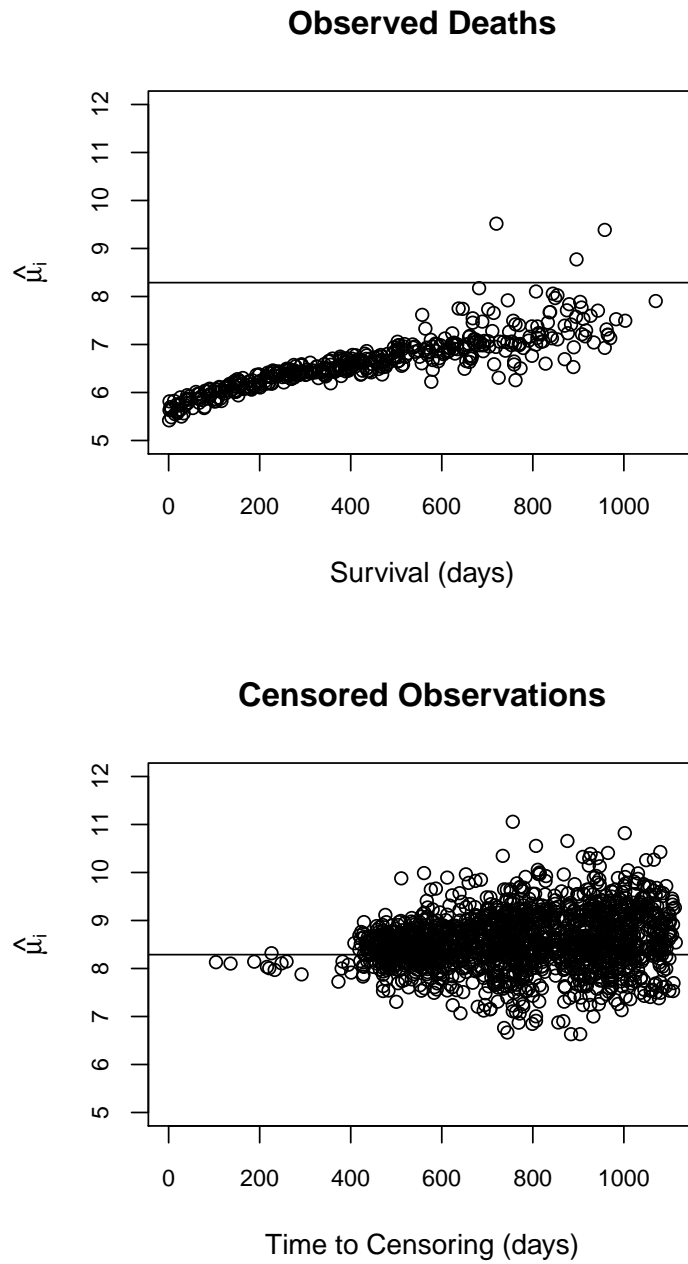 Observed Deaths
12
11
10
9
8
7
6
5
μ̂i
0 200 400 600 800 1000
Survival (days)
Censored Observations
12
11
10
9
8
7
6
5
μ̂i
0 200 400 600 800 1000
Time to Censoring (days)